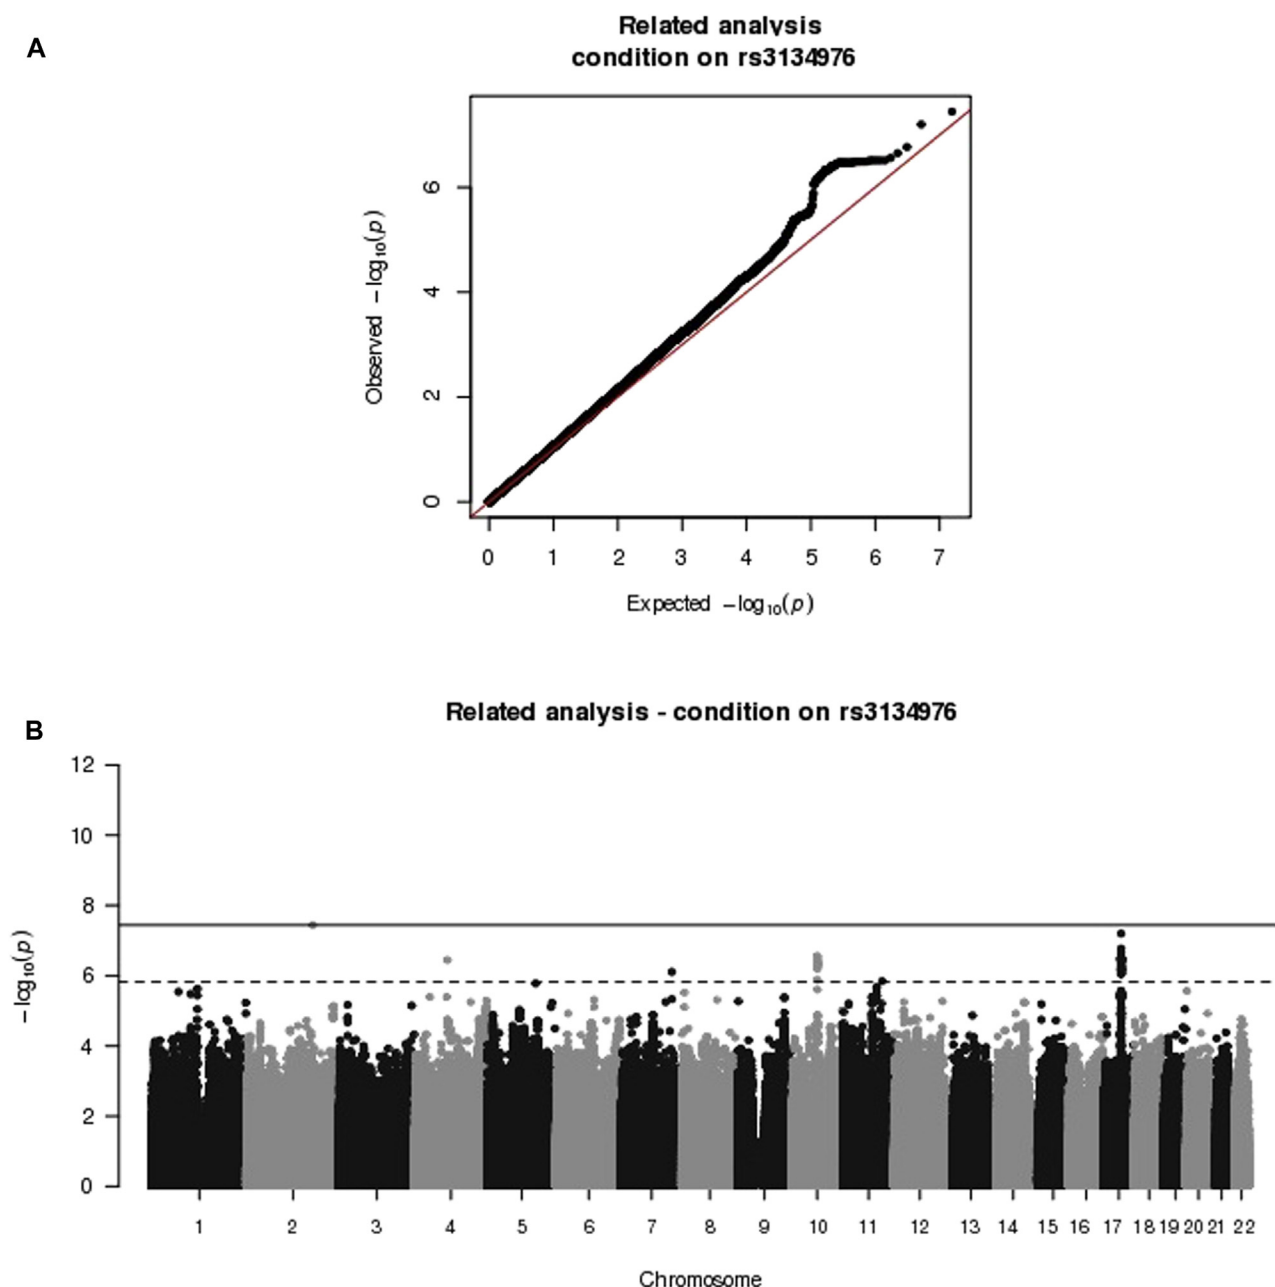 A
Related analysis
condition on rs3134976
6
4
2
0
Observed −log10(p)
0 1 2 3 4 5 6 7
Expected −log10(p)
B
Related analysis - condition on rs3134976
12
10
8
6
4
2
0
−log10(p)
1 2 3 4 5 6 7 8 9 10 11 12 13 14 15 16 17 18 19 20 21 22
Chromosome